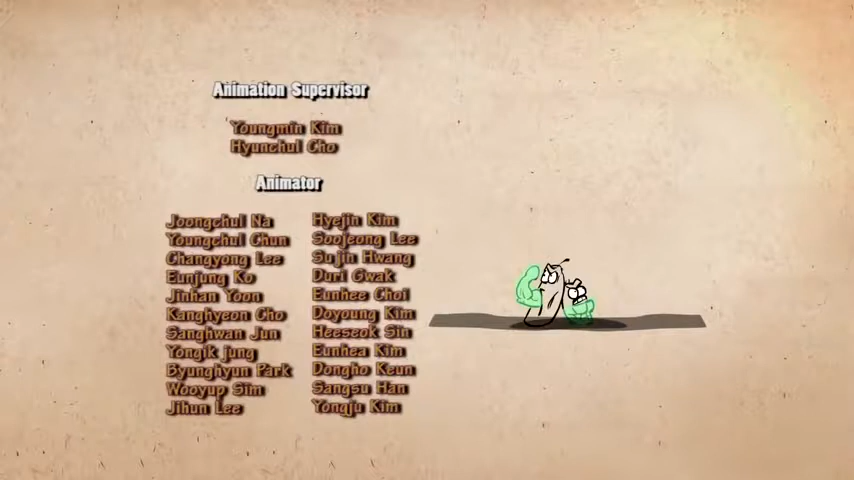 Animation Supervisor
Youngmin Kim
Hyunchul Cho
Animator
Joongchul Na
Youngchul Chun
Changyong Lee
Eunjung Ko
Jinhan Yoon
Kanghyeon Cho
Sanghwan Jun
Yongik jung
Byunghyun Park
Wooyup Sim
Jihun Lee
Hyejin Kim
Soojeong Lee
Sujin Hwang
Duri Gwak
Eunhee Choi
Doyoung Kim
Heeseok Sin
Eunhea Kim
Dongho Keun
Sangsu Han
Yongju Kim